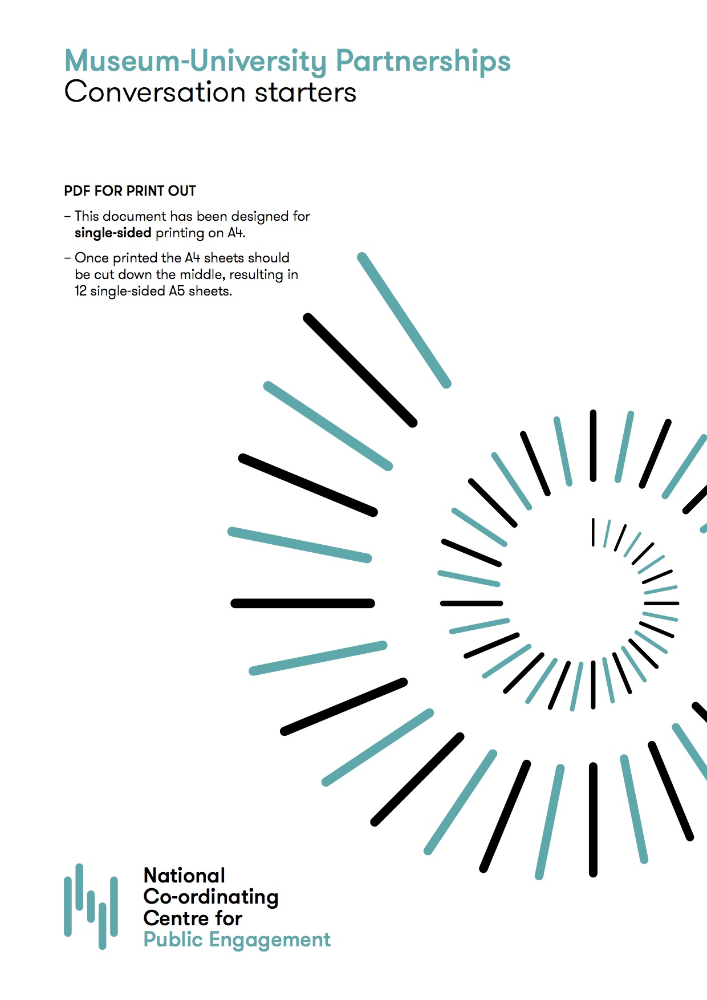 Museum-University Partnerships
Conversation starters
PDF FOR PRINT OUT
– This document has been designed for
single-sided printing on A4.
– Once printed the A4 sheets should
be cut down the middle, resulting in
12 single-sided A5 sheets.
National
Co-ordinating
Centre for
Public Engagement